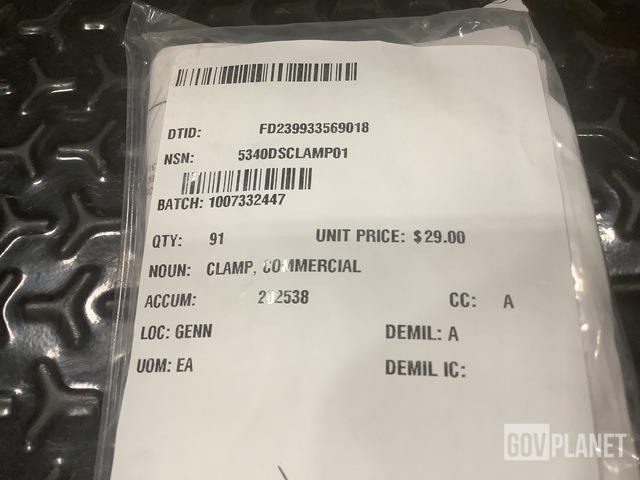 DTID: FD239933569018
NSN: 5340DSCLAMP01
BATCH: 1007332447
QTY: 91 UNIT PRICE: $29.00
NOUN: CLAMP, COMMERCIAL
ACCUM: CC: A
LOC: GENN DEMIL: A
UOM: EA DEMIL IC:
GOVPLANET